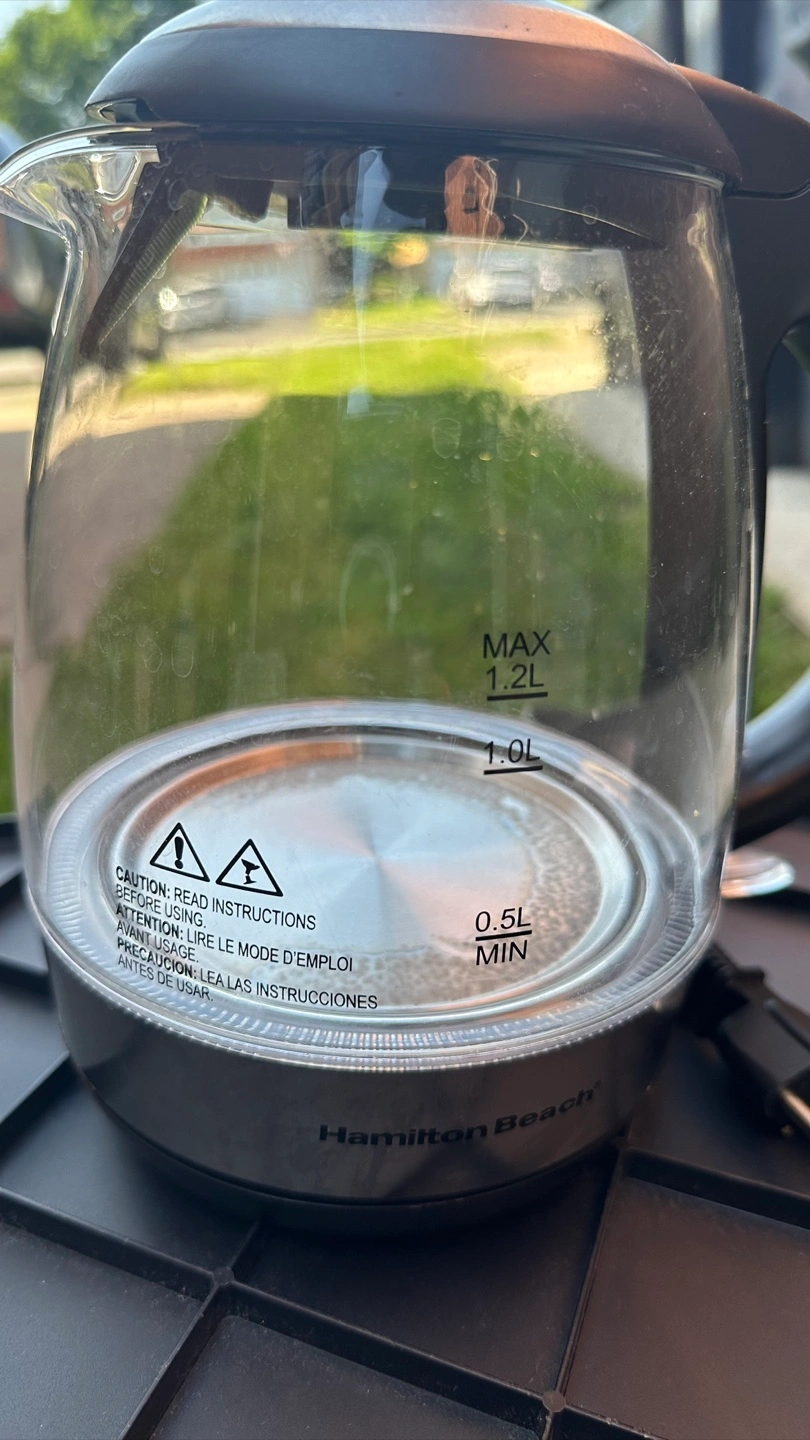 MAX
1.2L
1.0L
0.5L
MIN
CAUTION: READ INSTRUCTIONS
BEFORE USING.
ATTENTION: LIRE LE MODE D'EMPLOI
AVANT USAGE.
PRECAUCION: LEA LAS INSTRUCCIONES
ANTES DE USAR.
Hamilton Beach®